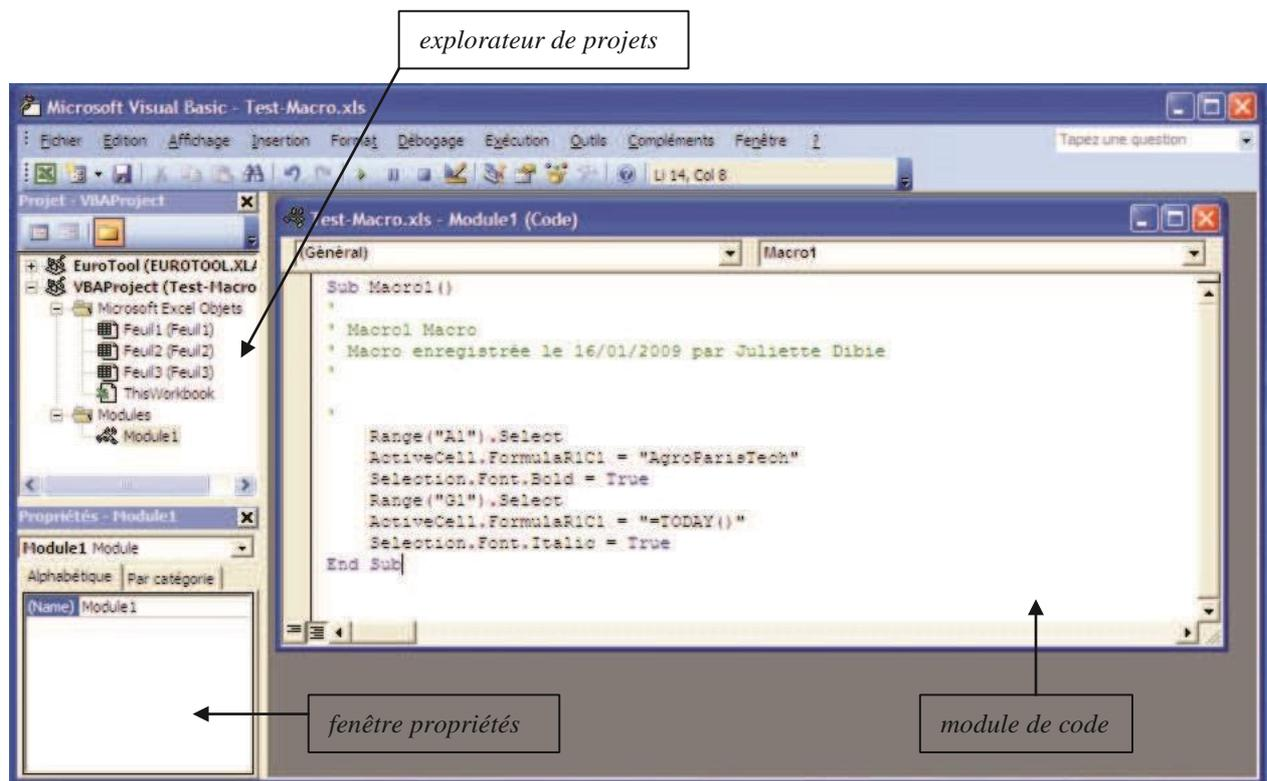 explorateur de projets
Microsoft Visual Basic - Test-Macro.xls
Fichier Edition Affichage Insertion Format Débogage Exécution Outils Compléments Fenêtre ?
Tapez une question
Li 14, Col 8
Projet - VBAProject
Test-Macro.xls - Module1 (Code)
(Général)
Macro1
EuroTool (EUROTOOL.XLA
VBAProject (Test-Macro
Microsoft Excel Objets
Feuil1 (Feuil1)
Feuil2 (Feuil2)
Feuil3 (Feuil3)
ThisWorkbook
Modules
Module1
Sub Macro1()
'
' Macro1 Macro
' Macro enregistrée le 16/01/2009 par Juliette Dibie
'
'
Range("A1").Select
ActiveCell.FormulaR1C1 = "AgroParisTech"
Selection.Font.Bold = True
Range("G1").Select
ActiveCell.FormulaR1C1 = "=TODAY()"
Selection.Font.Italic = True
End Sub
Propriétés - Module1
Module1 Module
Alphabétique Par catégorie
(Name) Module1
fenêtre propriétés
module de code